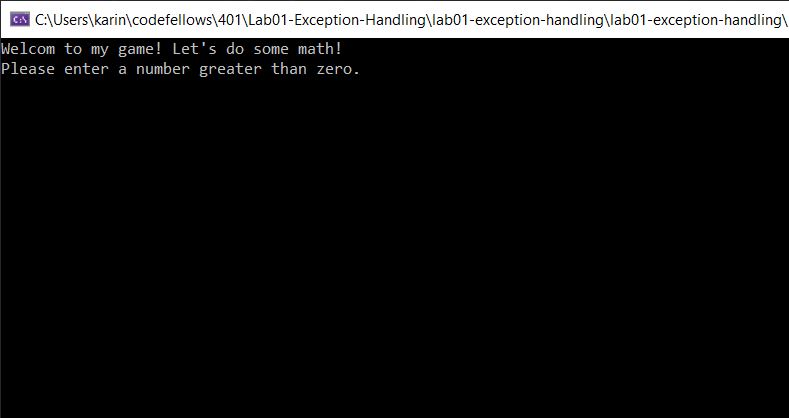 C:\Users\karin\codefellows\401\Lab01-Exception-Handling\lab01-exception-handling\lab01-exception-handling\
Welcom to my game! Let's do some math!
Please enter a number greater than zero.